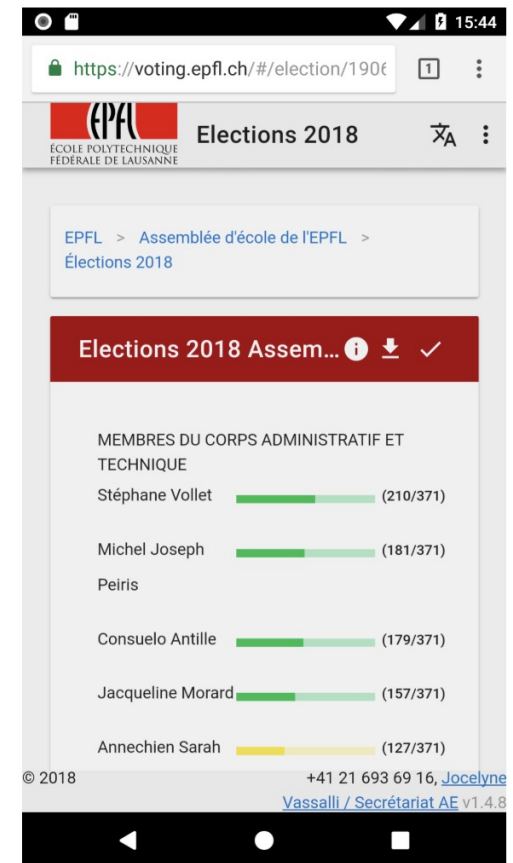 15:44
https://voting.epfl.ch/#/election/1906
1
EPFL
ÉCOLE POLYTECHNIQUE
FÉDÉRALE DE LAUSANNE
Elections 2018
EPFL > Assemblée d'école de l'EPFL >
Élections 2018
Elections 2018 Assem...
MEMBRES DU CORPS ADMINISTRATIF ET
TECHNIQUE
Stéphane Vollet (210/371)
Michel Joseph (181/371)
Peiris
Consuelo Antille (179/371)
Jacqueline Morard (157/371)
Annechien Sarah (127/371)
© 2018 +41 21 693 69 16, Jocelyne
Vassalli / Secrétariat AE v1.4.8